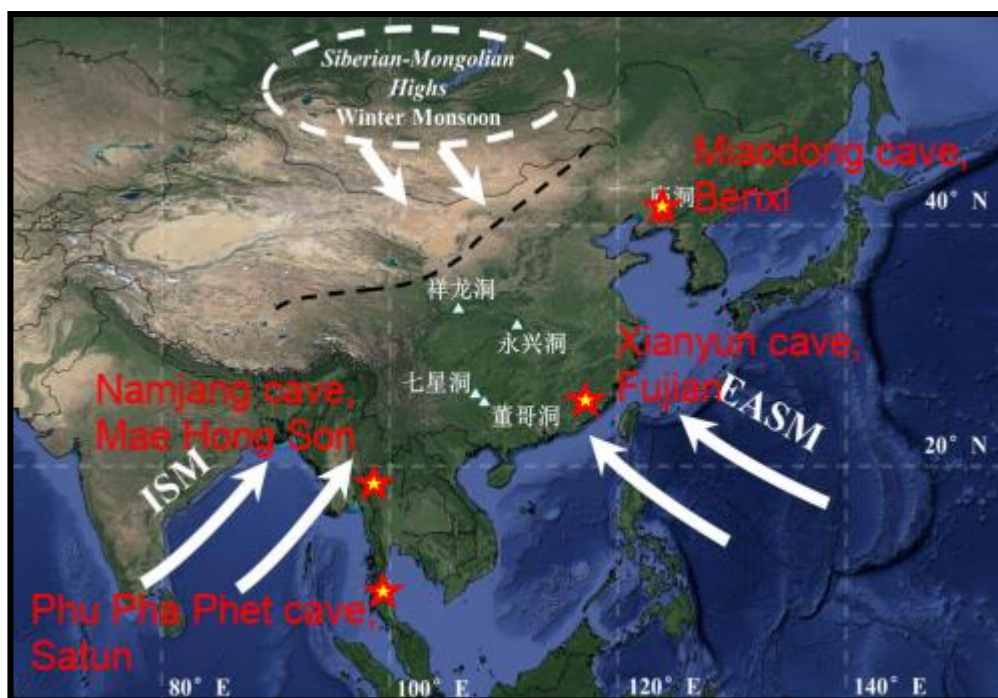 Siberian-Mongolian
Highs
Winter Monsoon
Miaodong cave,
Benxi
40° N
祥龙洞
永兴洞
Xianyun cave,
Fujian
七星洞
董哥洞
Namjang cave,
Mae Hong Son
EASM
20° N
ISM
Phu Pha Phet cave,
Satun
80° E
100° E
120° E
140° E